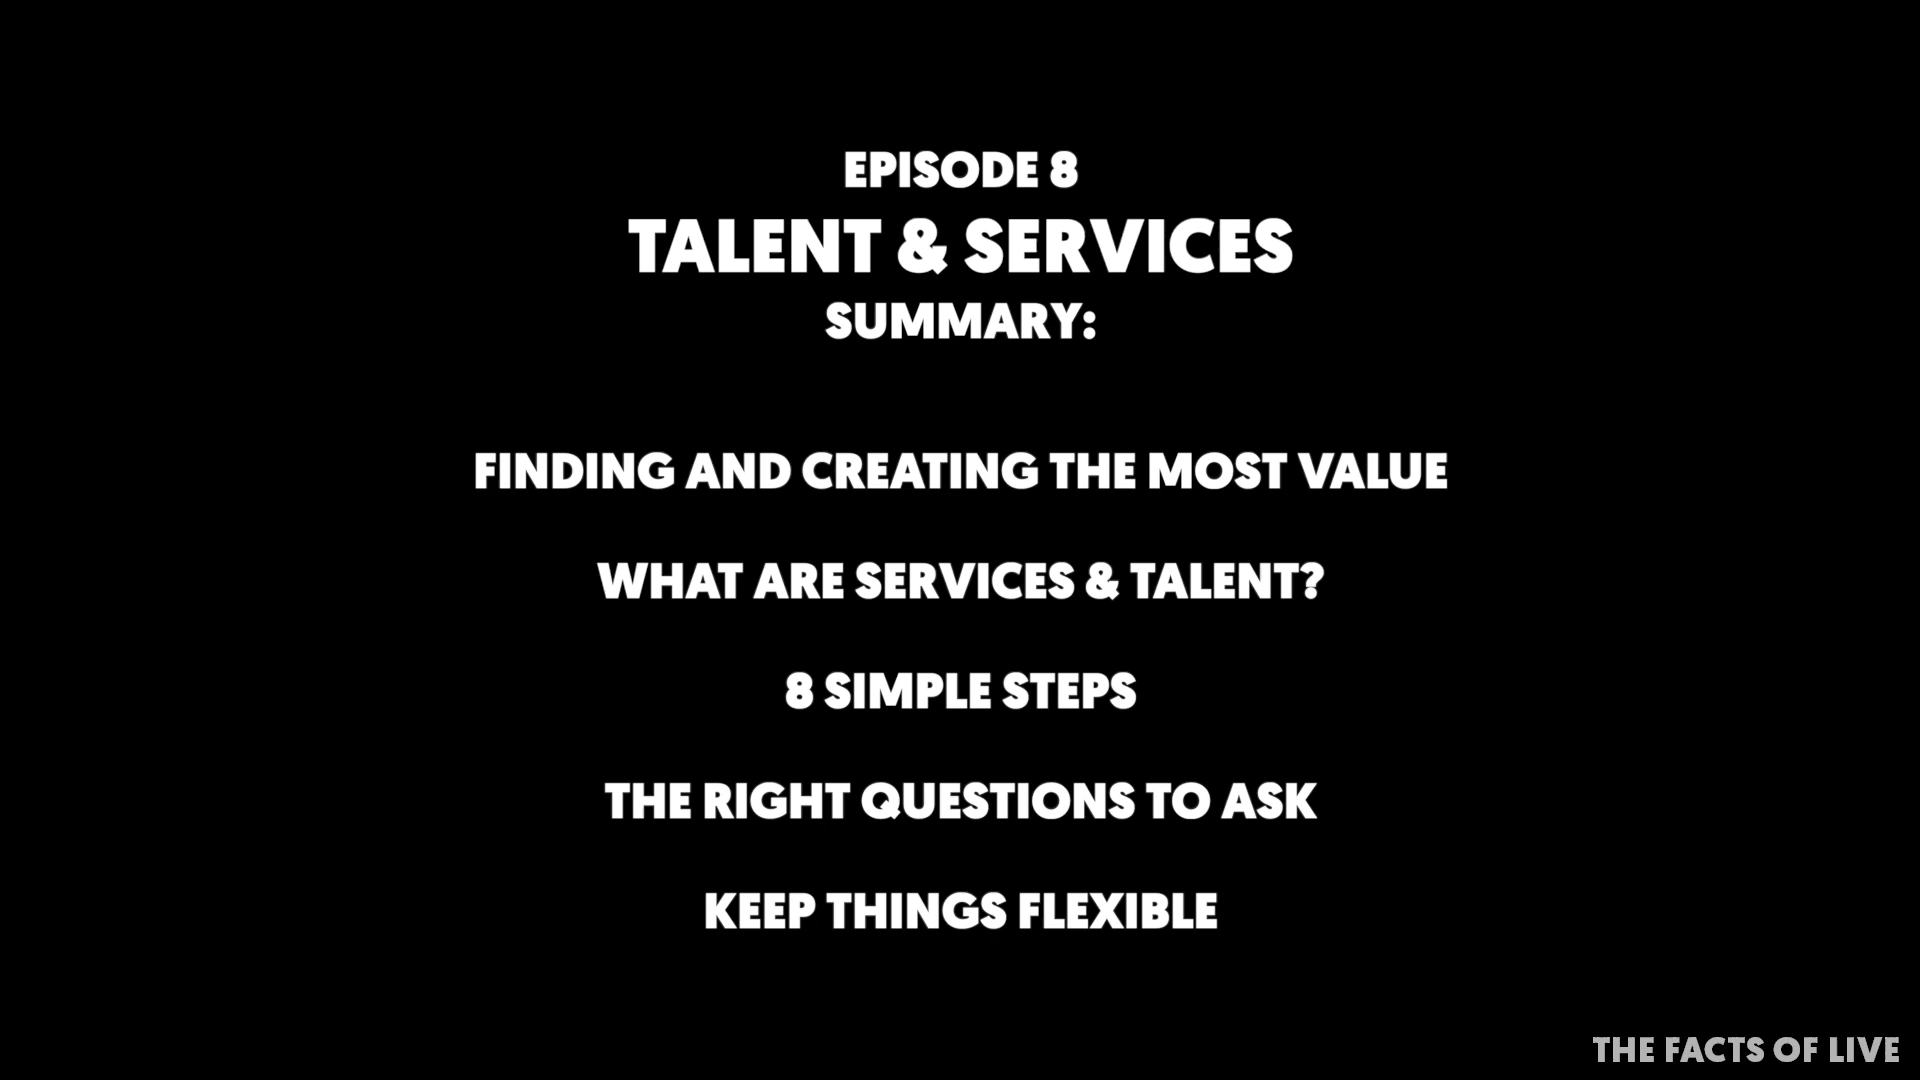 EPISODE 8
TALENT & SERVICES
SUMMARY:
FINDING AND CREATING THE MOST VALUE
WHAT ARE SERVICES & TALENT?
8 SIMPLE STEPS
THE RIGHT QUESTIONS TO ASK
KEEP THINGS FLEXIBLE
THE FACTS OF LIVE